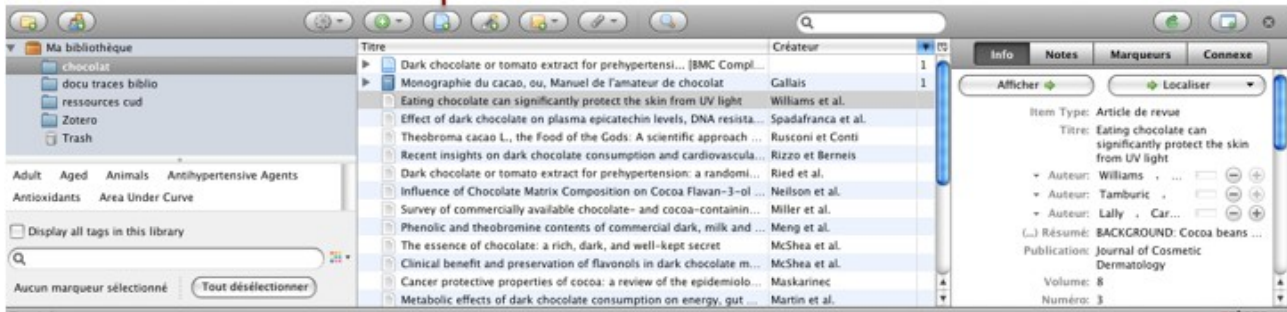 Ma bibliothèque
chocolat
docu traces biblio
ressources cud
Zotero
Trash
Adult Aged Animals Antihypertensive Agents
Antioxidants Area Under Curve
Display all tags in this library
Aucun marqueur sélectionné Tout désélectionner
Titre Créateur
Dark chocolate or tomato extract for prehypertensi... [BMC Compl... 1
Monographie du cacao, ou, Manuel de l'amateur de chocolat Gallais 1
Eating chocolate can significantly protect the skin from UV light Williams et al.
Effect of dark chocolate on plasma epicatechin levels, DNA resista... Spadafranca et al.
Theobroma cacao L., the Food of the Gods: A scientific approach ... Rusconi et Conti
Recent insights on dark chocolate consumption and cardiovascula... Rizzo et Berneis
Dark chocolate or tomato extract for prehypertension: a randomi... Ried et al.
Influence of Chocolate Matrix Composition on Cocoa Flavan-3-ol ... Neilson et al.
Survey of commercially available chocolate- and cocoa-containin... Miller et al.
Phenolic and theobromine contents of commercial dark, milk and ... Meng et al.
The essence of chocolate: a rich, dark, and well-kept secret McShea et al.
Clinical benefit and preservation of flavonols in dark chocolate m... McShea et al.
Cancer protective properties of cocoa: a review of the epidemiolo... Maskarinec
Metabolic effects of dark chocolate consumption on energy, gut ... Martin et al.
Info Notes Marqueurs Connexe
Afficher Localiser
Item Type: Article de revue
Titre: Eating chocolate can
significantly protect the skin
from UV light
Auteur: Williams , ...
Auteur: Tamburic ,
Auteur: Lally , Car...
(...) Résumé: BACKGROUND: Cocoa beans ...
Publication: Journal of Cosmetic
Dermatology
Volume: 8
Numéro: 3